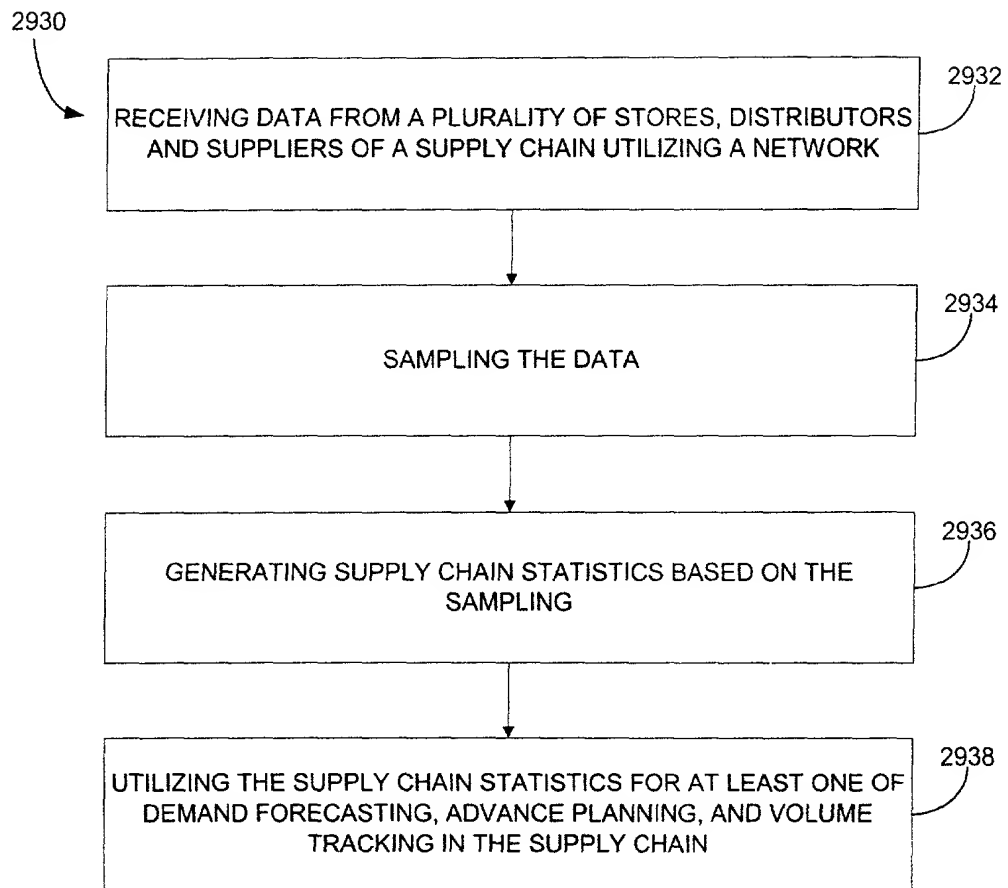 2930
2932
RECEIVING DATA FROM A PLURALITY OF STORES, DISTRIBUTORS
AND SUPPLIERS OF A SUPPLY CHAIN UTILIZING A NETWORK
2934
SAMPLING THE DATA
2936
GENERATING SUPPLY CHAIN STATISTICS BASED ON THE
SAMPLING
2938
UTILIZING THE SUPPLY CHAIN STATISTICS FOR AT LEAST ONE OF
DEMAND FORECASTING, ADVANCE PLANNING, AND VOLUME
TRACKING IN THE SUPPLY CHAIN